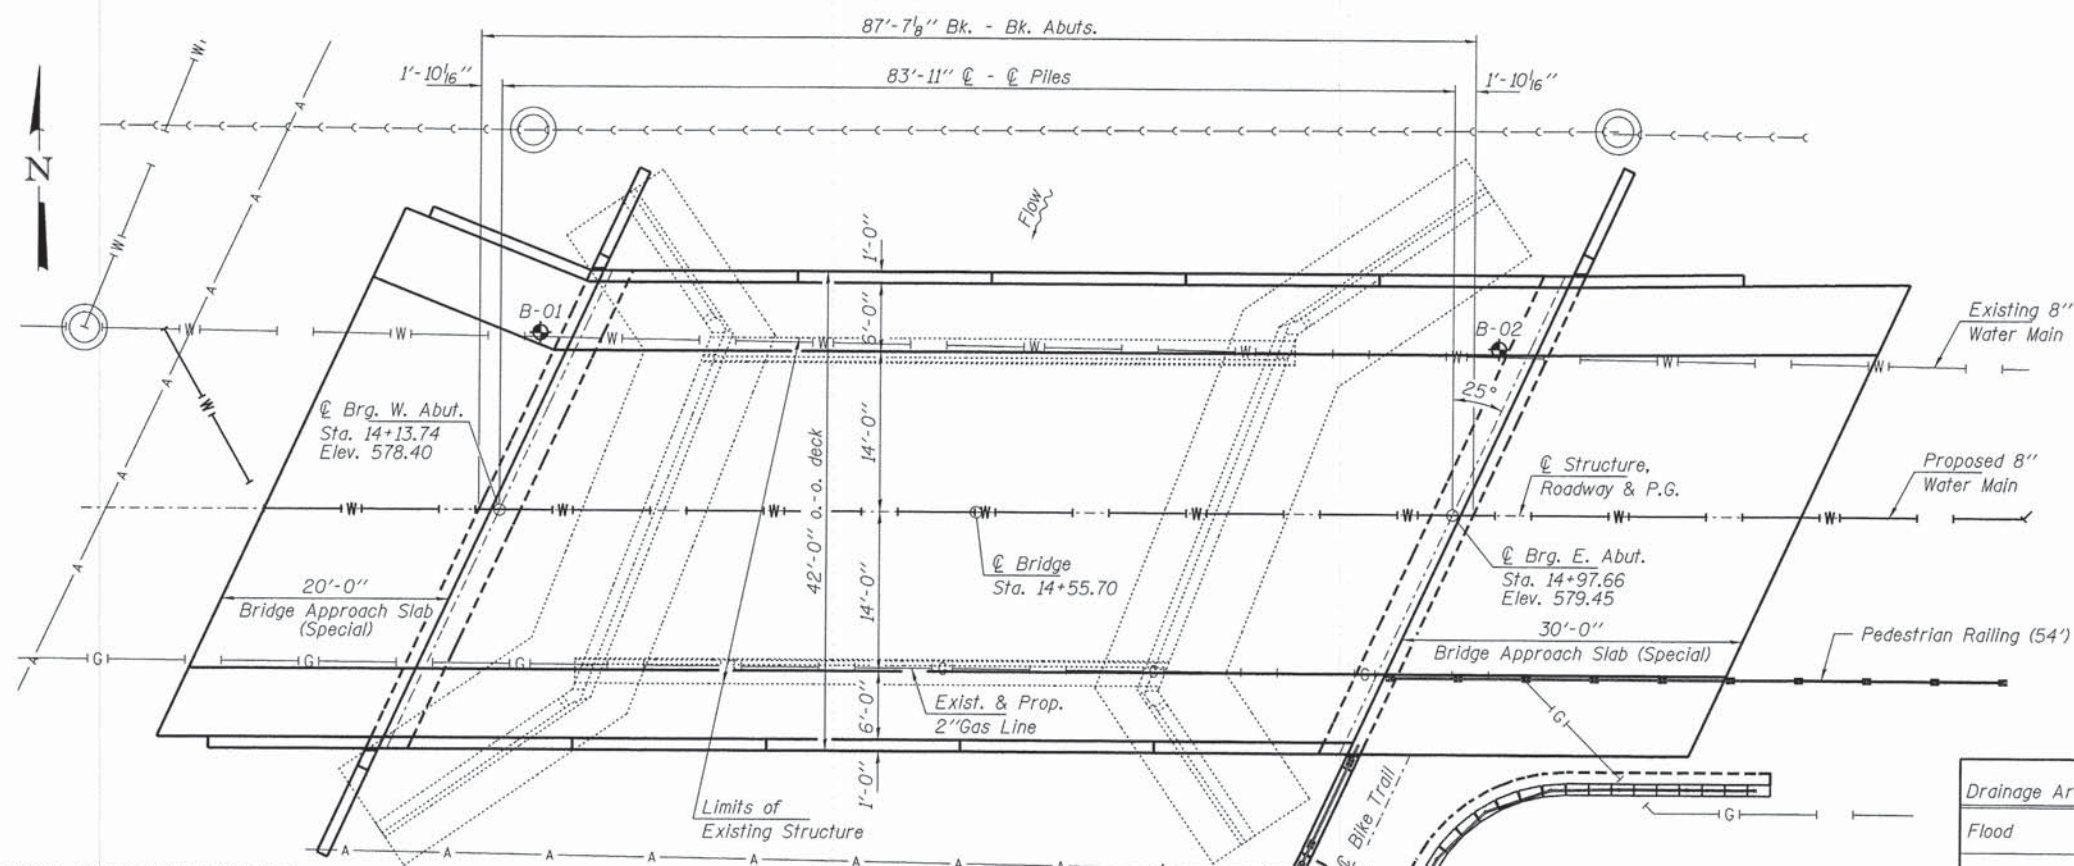 87'-7⅛" Bk. - Bk. Abuts.
1'-10 1/16"
83'-11" ℄ - ℄ Piles
1'-10 1/16"
N
Flow
1'-0"
6'-0"
14'-0"
14'-0"
6'-0"
1'-0"
42'-0" o.-o. deck
B-01
B-02
25°
Existing 8"
Water Main
℄ Brg. W. Abut.
Sta. 14+13.74
Elev. 578.40
℄ Structure,
Roadway & P.G.
Proposed 8"
Water Main
℄ Bridge
Sta. 14+55.70
℄ Brg. E. Abut.
Sta. 14+97.66
Elev. 579.45
20'-0"
Bridge Approach Slab
(Special)
30'-0"
Bridge Approach Slab (Special)
Pedestrian Railing (54')
Exist. & Prop.
2" Gas Line
Limits of
Existing Structure
℄ Bike Trail
Drainage Ar
Flood